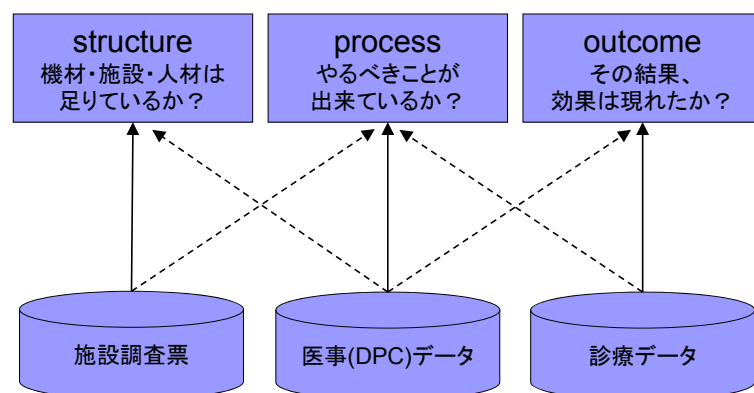 structure
機材・施設・人材は
足りているか？
process
やるべきことが
出来ているか？
outcome
その結果、
効果は現れたか？
施設調査票
医事(DPC)データ
診療データ